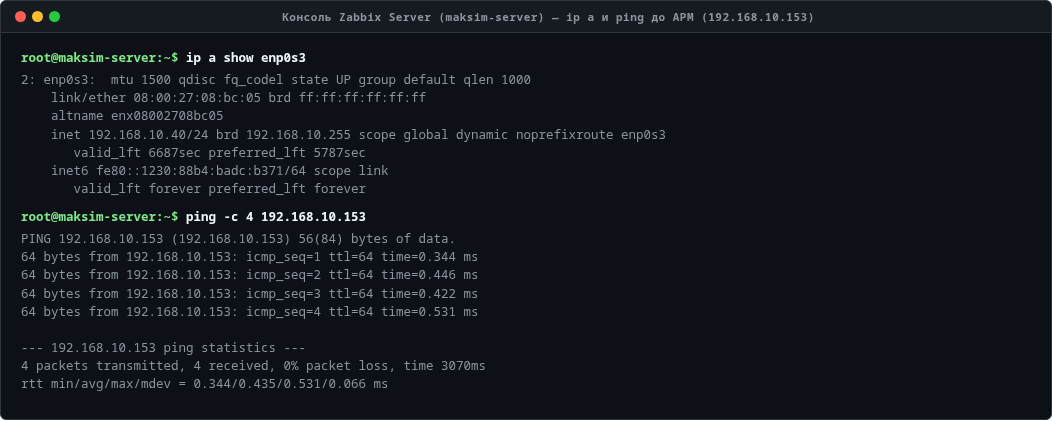 Консоль Zabbix Server (maksim-server) — ip a и ping до АРМ (192.168.10.153)
root@maksim-server:~$ ip a show enp0s3
2: enp0s3:  mtu 1500 qdisc fq_codel state UP group default qlen 1000
    link/ether 08:00:27:08:bc:05 brd ff:ff:ff:ff:ff:ff
    altname enx08002708bc05
    inet 192.168.10.40/24 brd 192.168.10.255 scope global dynamic noprefixroute enp0s3
       valid_lft 6687sec preferred_lft 5787sec
    inet6 fe80::1230:88b4:badc:b371/64 scope link
       valid_lft forever preferred_lft forever
root@maksim-server:~$ ping -c 4 192.168.10.153
PING 192.168.10.153 (192.168.10.153) 56(84) bytes of data.
64 bytes from 192.168.10.153: icmp_seq=1 ttl=64 time=0.344 ms
64 bytes from 192.168.10.153: icmp_seq=2 ttl=64 time=0.446 ms
64 bytes from 192.168.10.153: icmp_seq=3 ttl=64 time=0.422 ms
64 bytes from 192.168.10.153: icmp_seq=4 ttl=64 time=0.531 ms
--- 192.168.10.153 ping statistics ---
4 packets transmitted, 4 received, 0% packet loss, time 3070ms
rtt min/avg/max/mdev = 0.344/0.435/0.531/0.066 ms